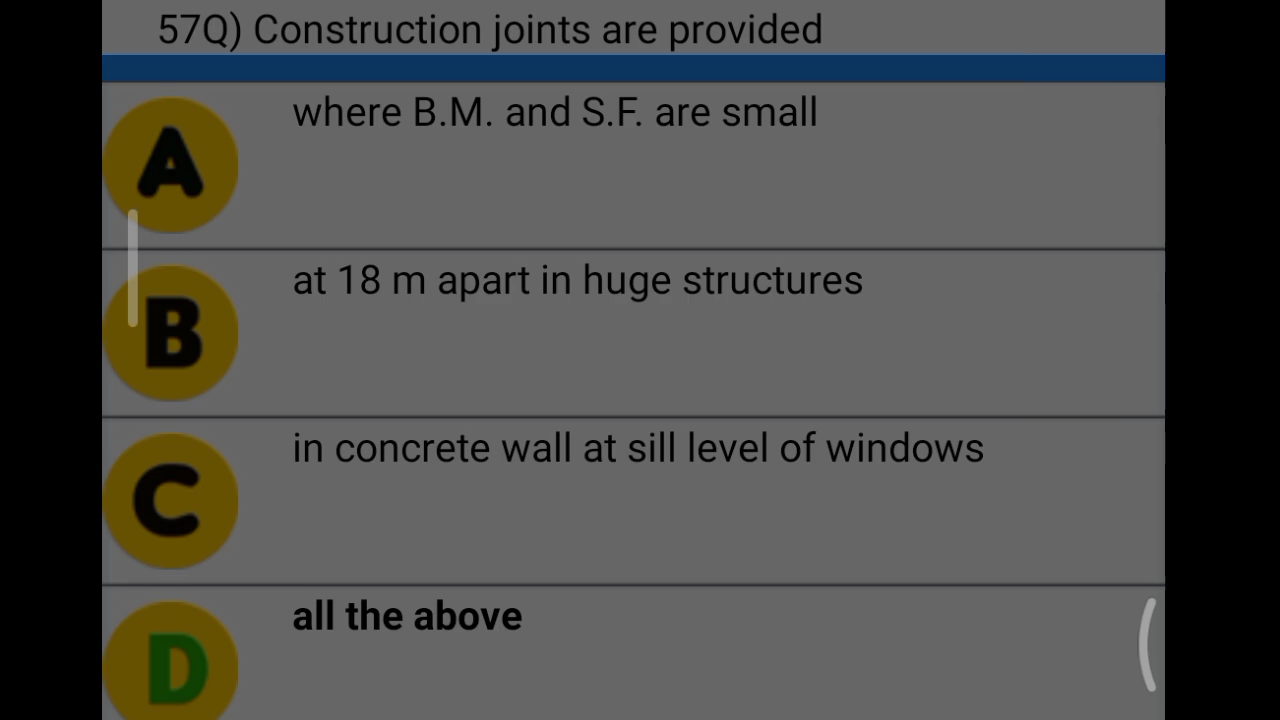 57Q) Construction joints are provided
A where B.M. and S.F. are small
B at 18 m apart in huge structures
C in concrete wall at sill level of windows
D all the above